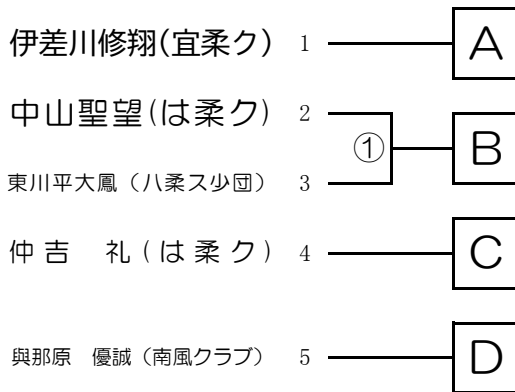 伊差川修翔(宜柔ク) 1 A
中山聖望(は柔ク) 2
① B
東川平大鳳（八柔ス少団） 3
仲吉　礼(は柔ク) 4 C
與那原　優誠（南風クラブ） 5 D